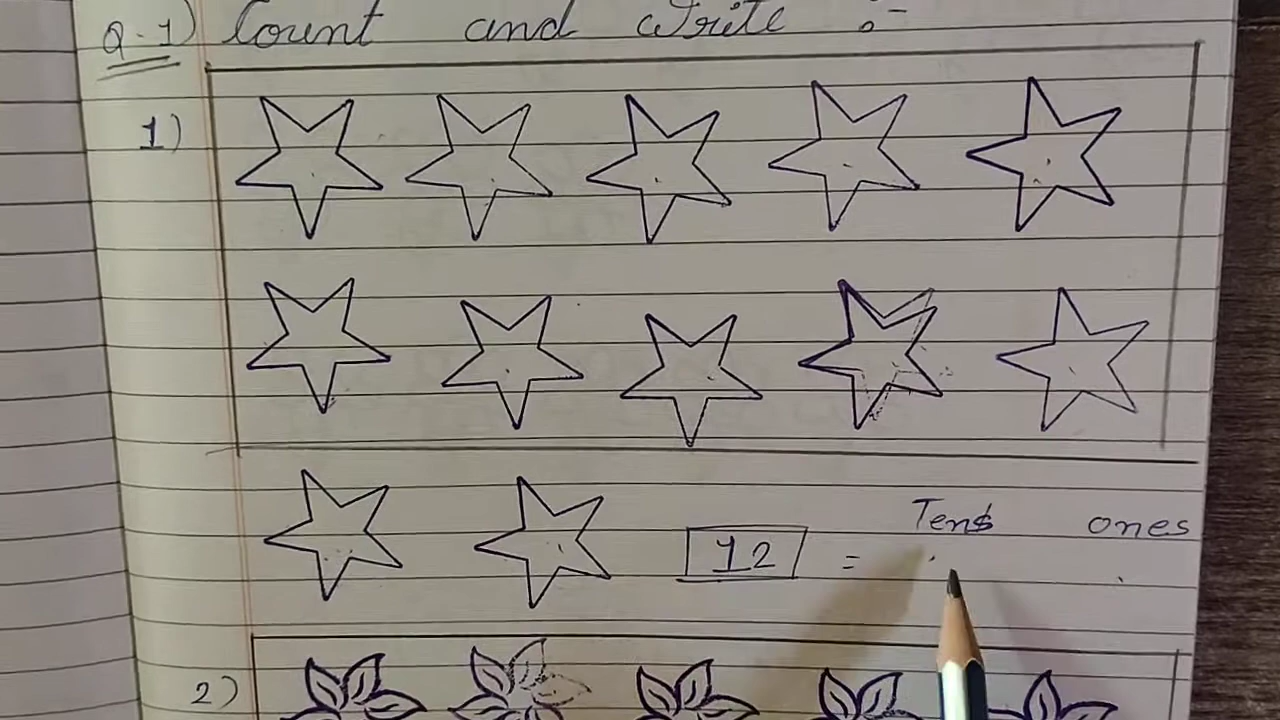 Q-1) Count and Write :-
1)
Tens ones
12 =
2)